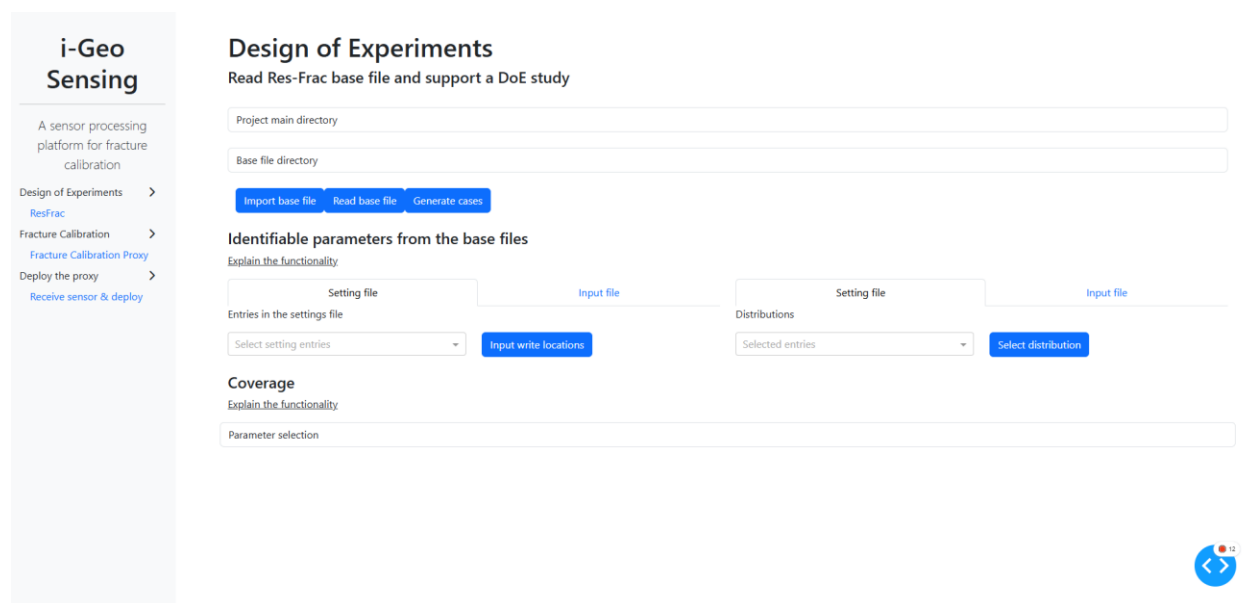 i-Geo
Sensing
A sensor processing
platform for fracture
calibration
Design of Experiments
ResFrac
Fracture Calibration
Fracture Calibration Proxy
Deploy the proxy
Receive sensor & deploy
Design of Experiments
Read Res-Frac base file and support a DoE study
Project main directory
Base file directory
Import base file Read base file Generate cases
Identifiable parameters from the base files
Explain the functionality
Setting file Input file
Entries in the settings file
Select setting entries Input write locations
Setting file Input file
Distributions
Selected entries Select distribution
Coverage
Explain the functionality
Parameter selection
12